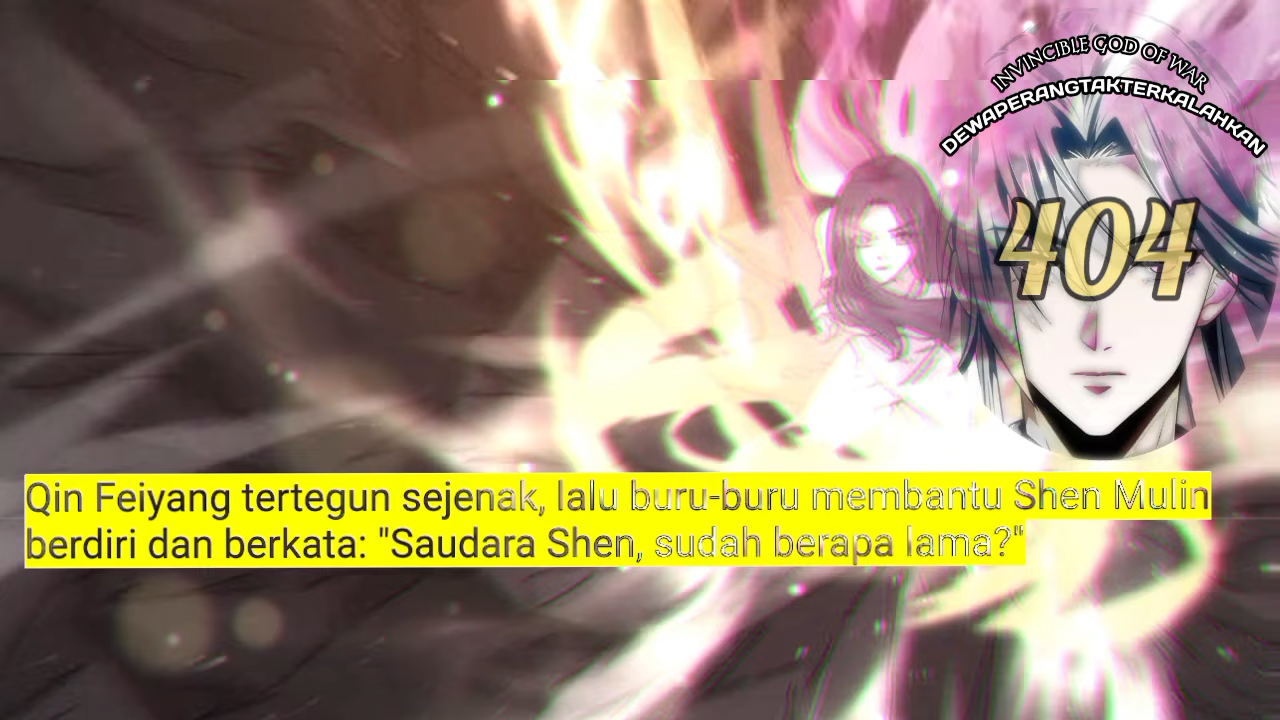 INVINCIBLE GOD OF WAR
DEWAPERANGTAKTERKALAHKAN
404
Qin Feiyang tertegun sejenak, lalu buru-buru membantu Shen Mulin
berdiri dan berkata: "Saudara Shen, sudah berapa lama?"